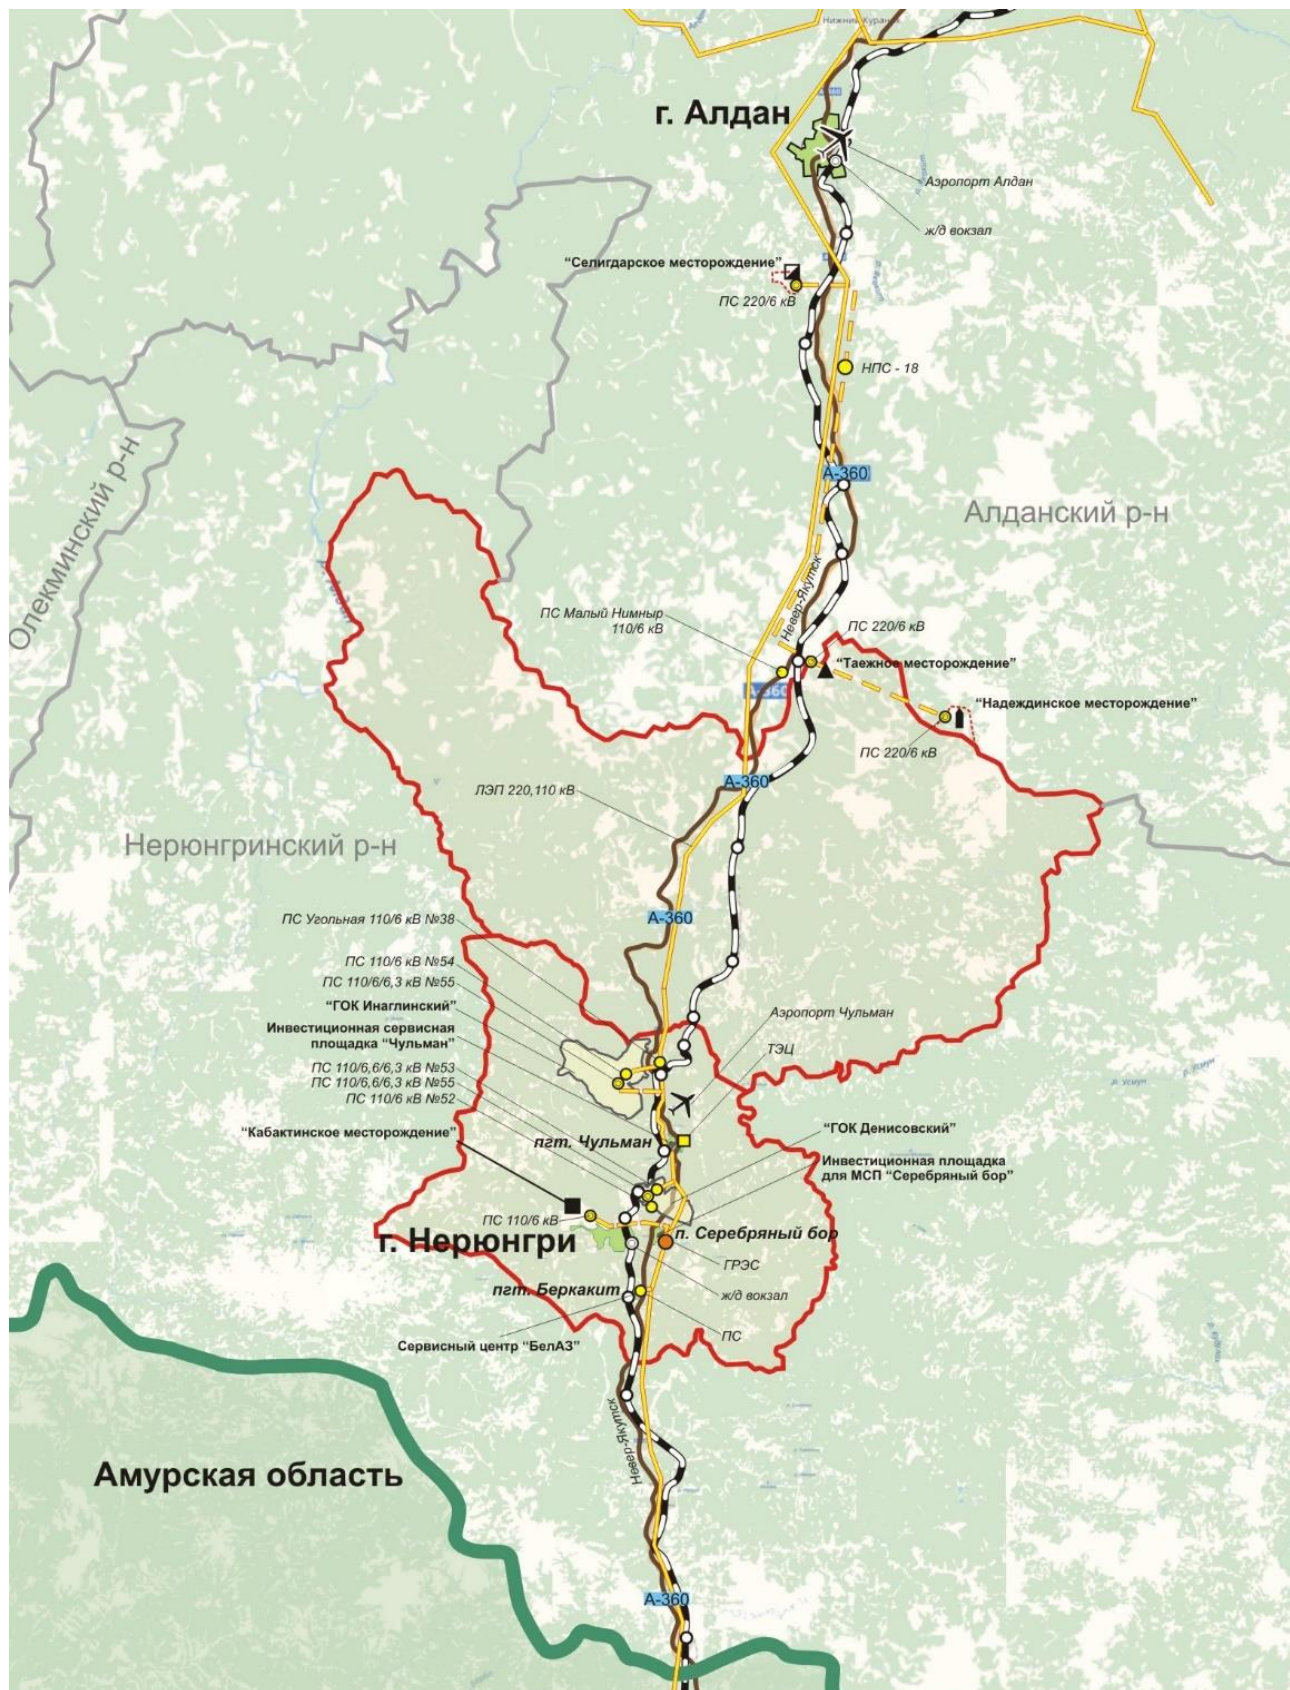 Нижний Куранах
г. Алдан
Аэропорт Алдан
ж/д вокзал
“Селигдарское месторождение”
ПС 220/6 кВ
НПС - 18
А-360
Олекминский р-н
Алданский р-н
Невер-Якутск
ПС Малый Нимныр
110/6 кВ
ПС 220/6 кВ
“Таежное месторождение”
А-360
“Надеждинское месторождение”
ПС 220/6 кВ
А-360
ЛЭП 220,110 кВ
Нерюнгринский р-н
А-360
ПС Угольная 110/6 кВ №38
ПС 110/6 кВ №54
ПС 110/6/6,3 кВ №55
“ГОК Инаглинский”
Инвестиционная сервисная
площадка “Чульман”
ПС 110/6,6/6,3 кВ №53
ПС 110/6,6/6,3 кВ №55
ПС 110/6 кВ №52
“Кабактинское месторождение”
Аэропорт Чульман
ТЭЦ
р. Усмун
р. Усмун
пгт. Чульман
“ГОК Денисовский”
Инвестиционная площадка
для МСП “Серебряный бор”
ПС 110/6 кВ
г. Нерюнгри
п. Серебряный бор
ГРЭС
пгт. Беркакит
ж/д вокзал
Сервисный центр “БелАЗ”
ПС
Невер-Якутск
Амурская область
А-360